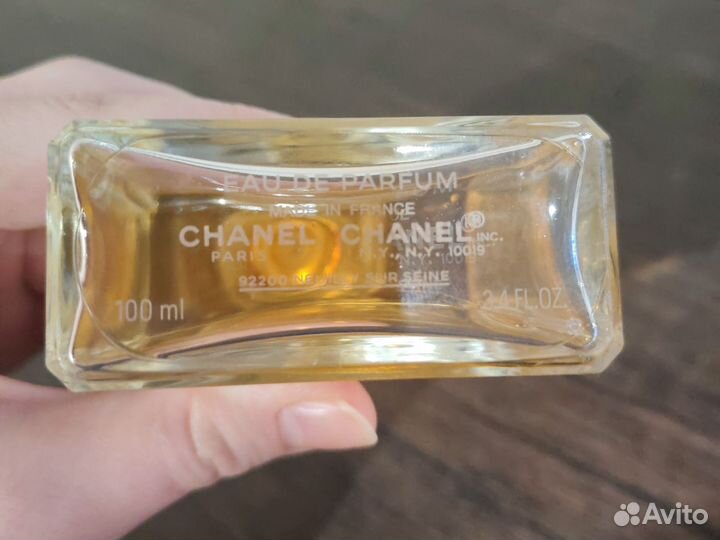 EAU DE PARFUM
MADE IN FRANCE
CHANEL CHANEL®INC.
PARIS N.Y., N.Y. 10019
92200 NEUILLY SUR SEINE
100 ml 2.4 FL.OZ.
Avito